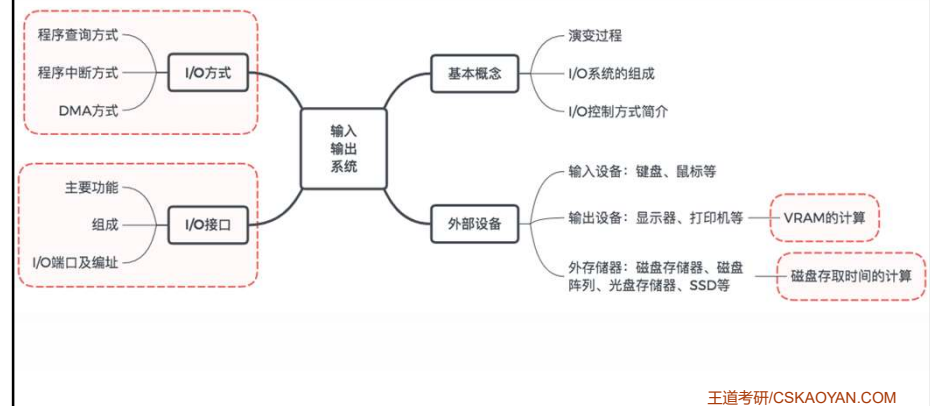 程序查询方式
程序中断方式
DMA方式
I/O方式
主要功能
组成
I/O端口及编址
I/O接口
输入
输出
系统
基本概念
演变过程
I/O系统的组成
I/O控制方式简介
外部设备
输入设备：键盘、鼠标等
输出设备：显示器、打印机等
VRAM的计算
外存储器：磁盘存储器、磁盘
阵列、光盘存储器、SSD等
磁盘存取时间的计算
王道考研/CSKAOYAN.COM